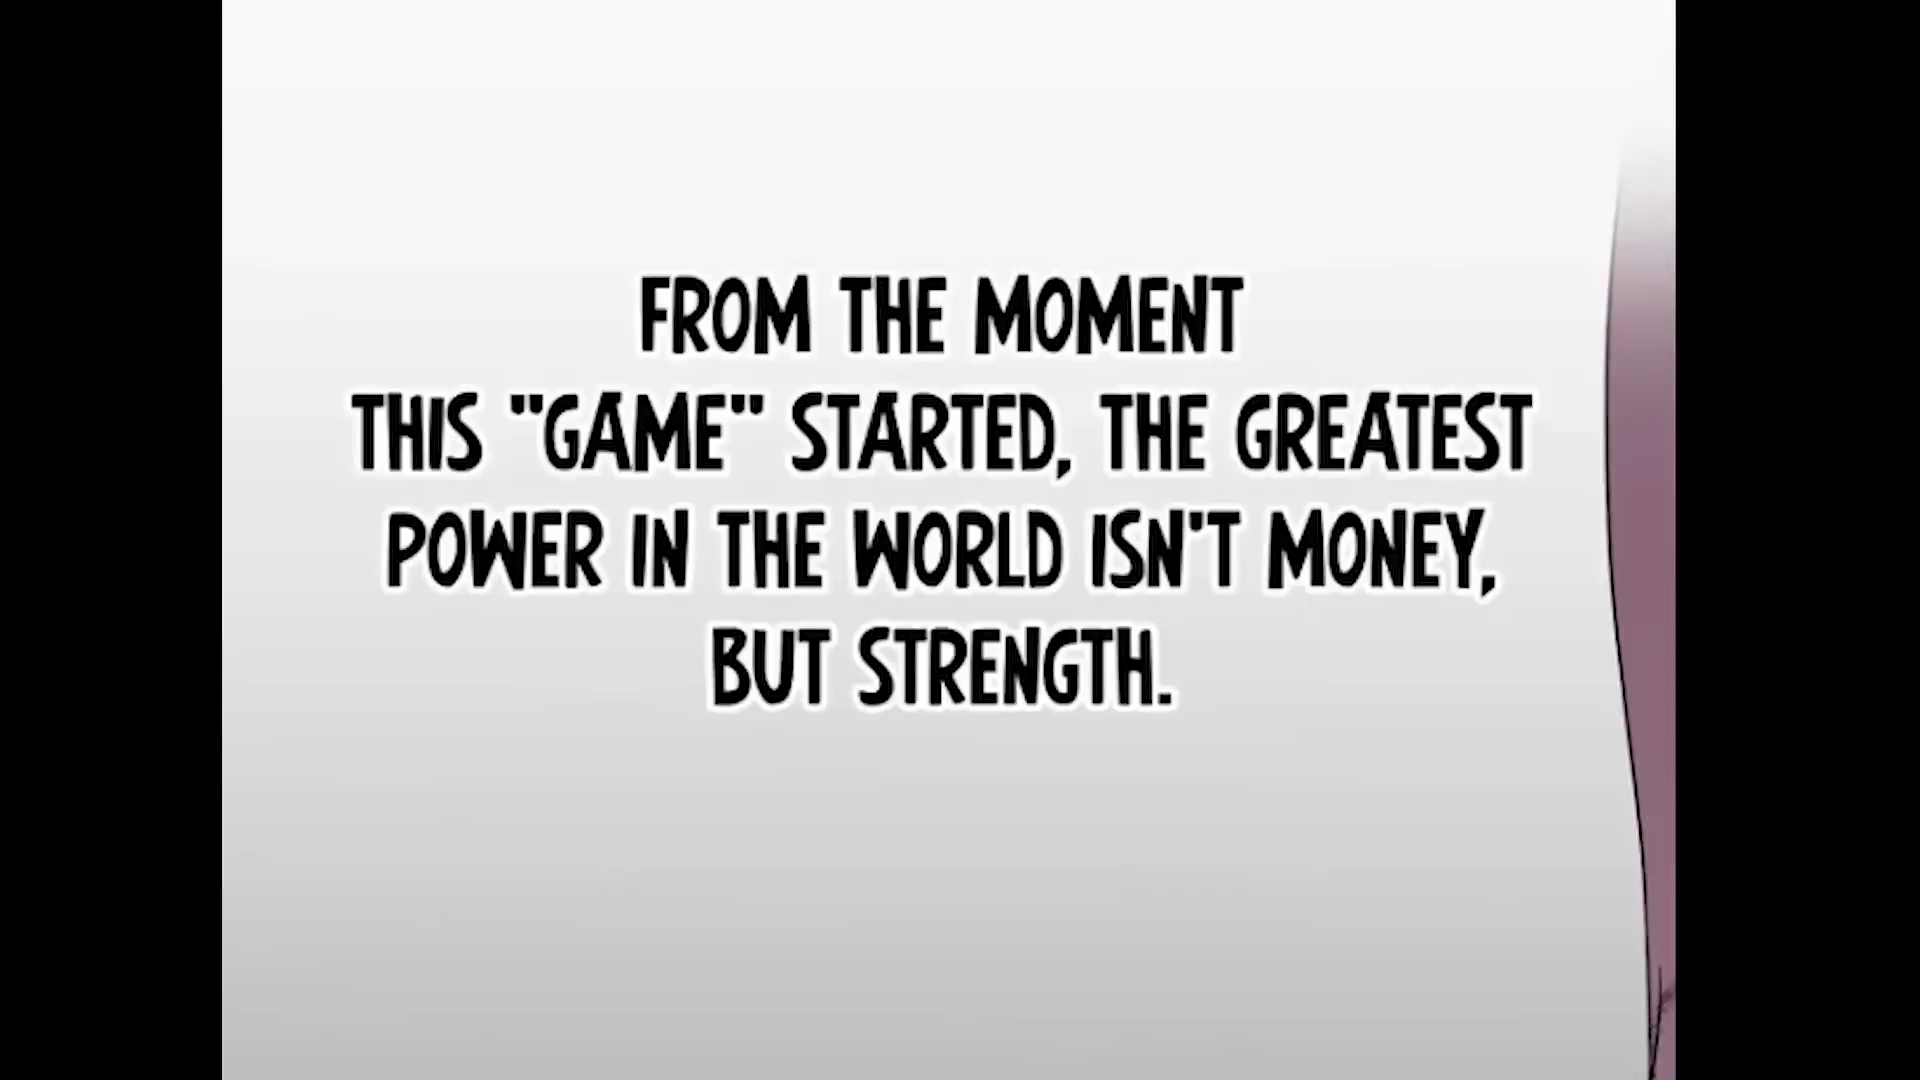 FROM THE MOMENT
THIS "GAME" STARTED, THE GREATEST
POWER IN THE WORLD ISN'T MONEY,
BUT STRENGTH.